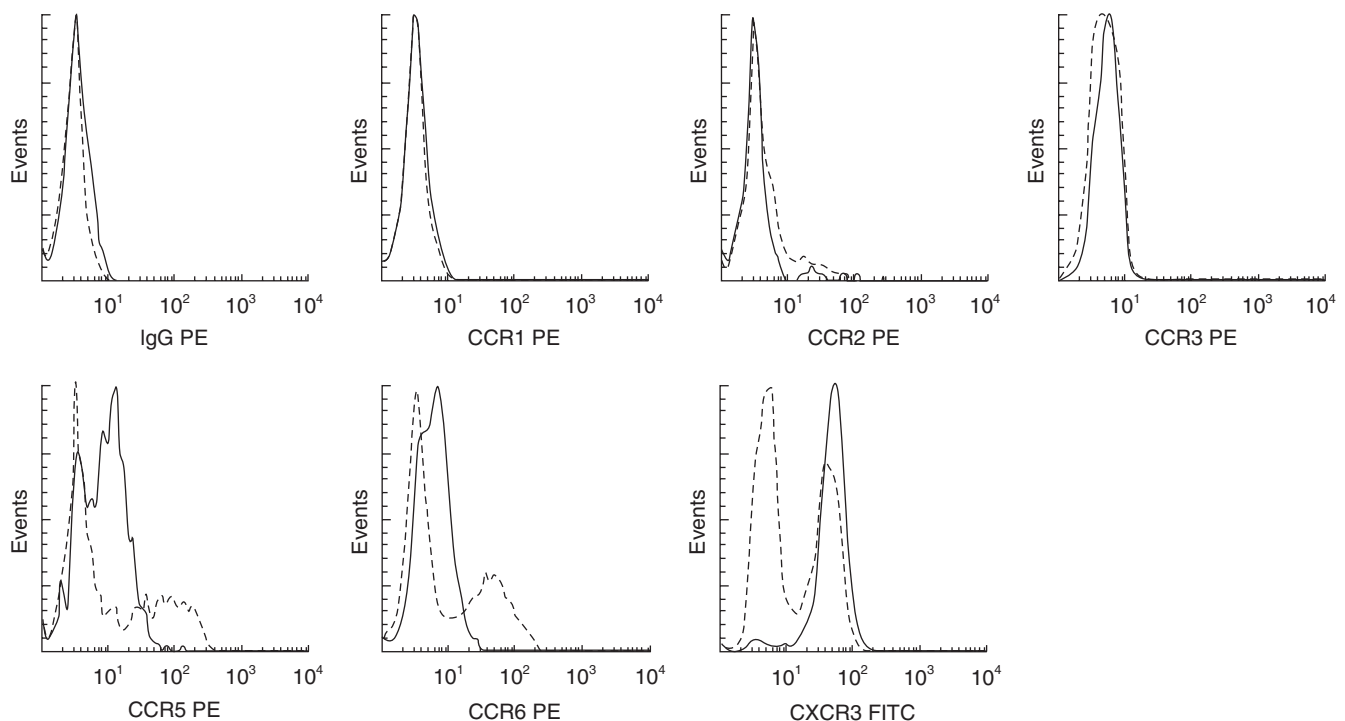 Events
10¹ 10² 10³ 10⁴
IgG PE
Events
10¹ 10² 10³ 10⁴
CCR1 PE
Events
10¹ 10² 10³ 10⁴
CCR2 PE
Events
10¹ 10² 10³ 10⁴
CCR3 PE
Events
10¹ 10² 10³ 10⁴
CCR5 PE
Events
10¹ 10² 10³ 10⁴
CCR6 PE
Events
10¹ 10² 10³ 10⁴
CXCR3 FITC